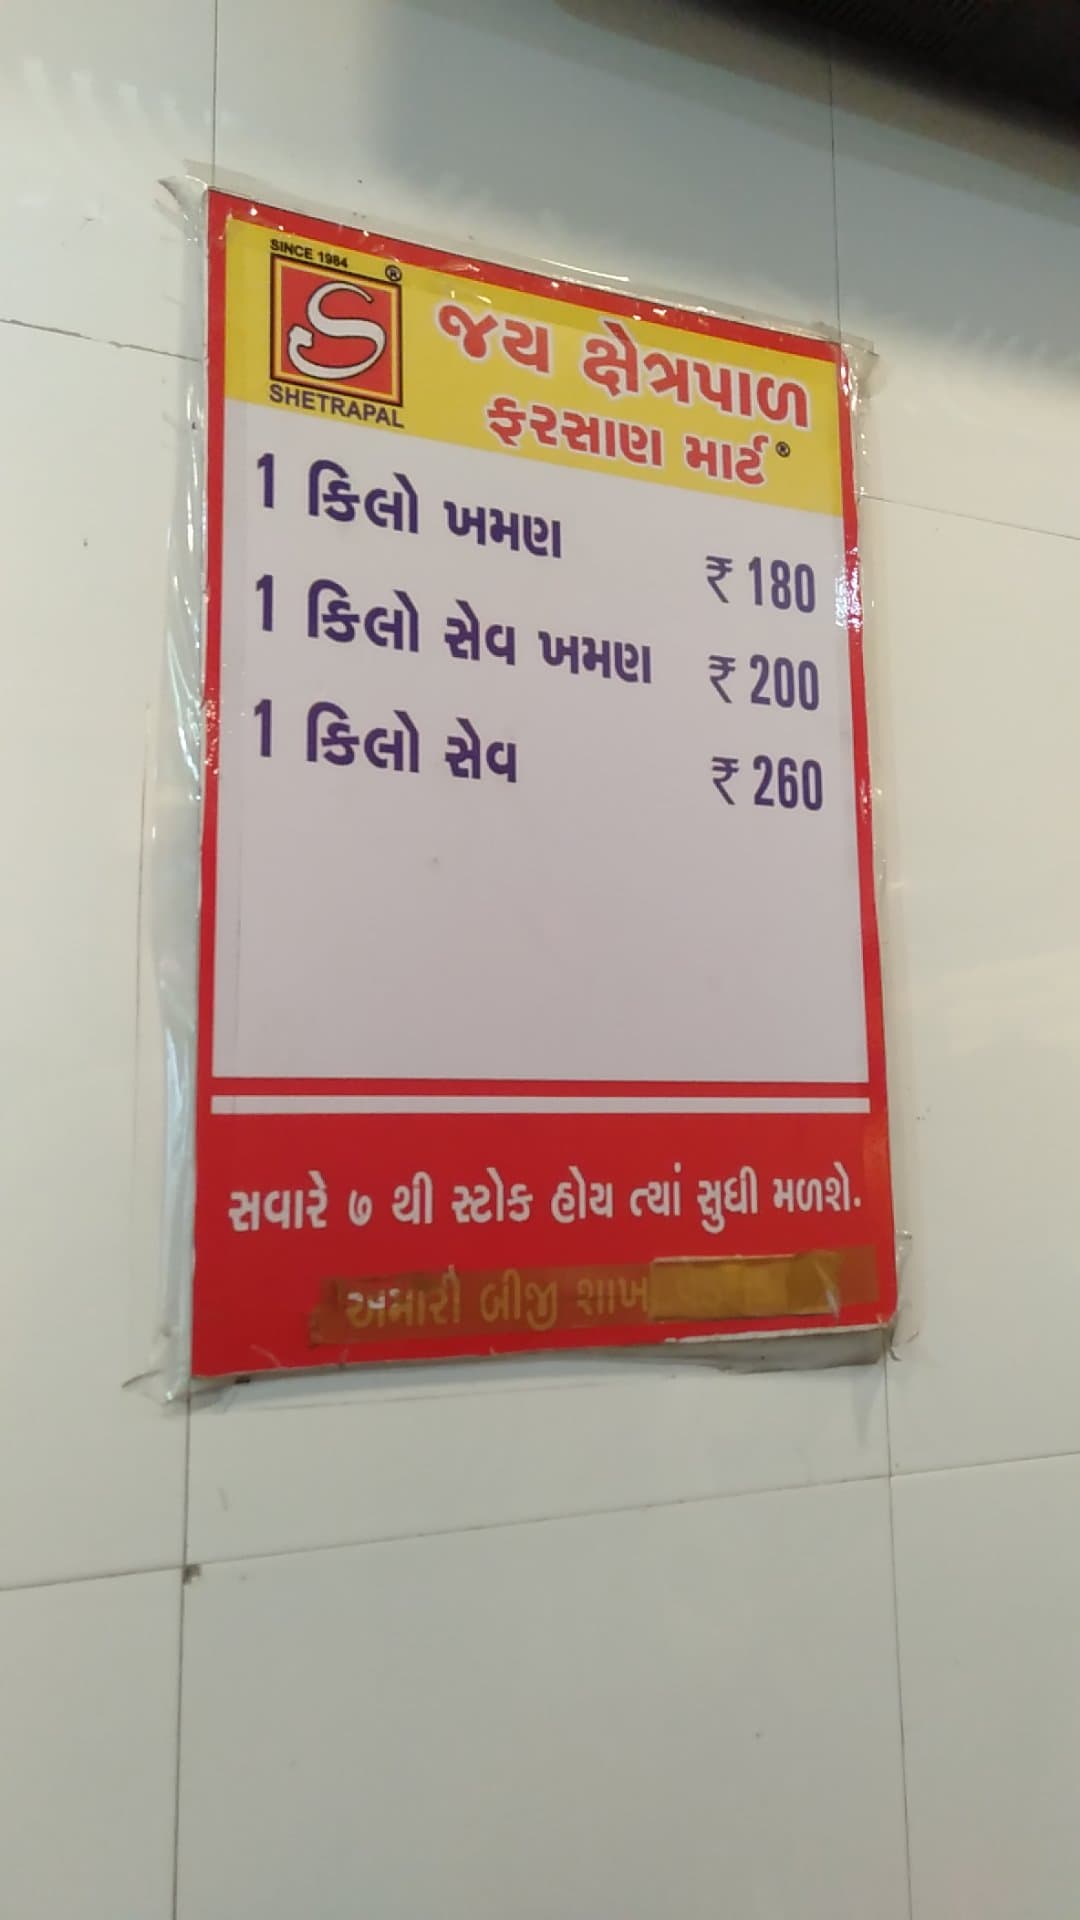 SINCE 1984
S ®
SHETRAPAL
જય ક્ષેત્રપાળ
ફરસાણ માર્ટ ®
1 કિલો ખમણ ₹ 180
1 કિલો સેવ ખમણ ₹ 200
1 કિલો સેવ ₹ 260
સવારે ૭ થી સ્ટોક હોય ત્યાં સુધી મળશે.
અમારી બીજી શાખા